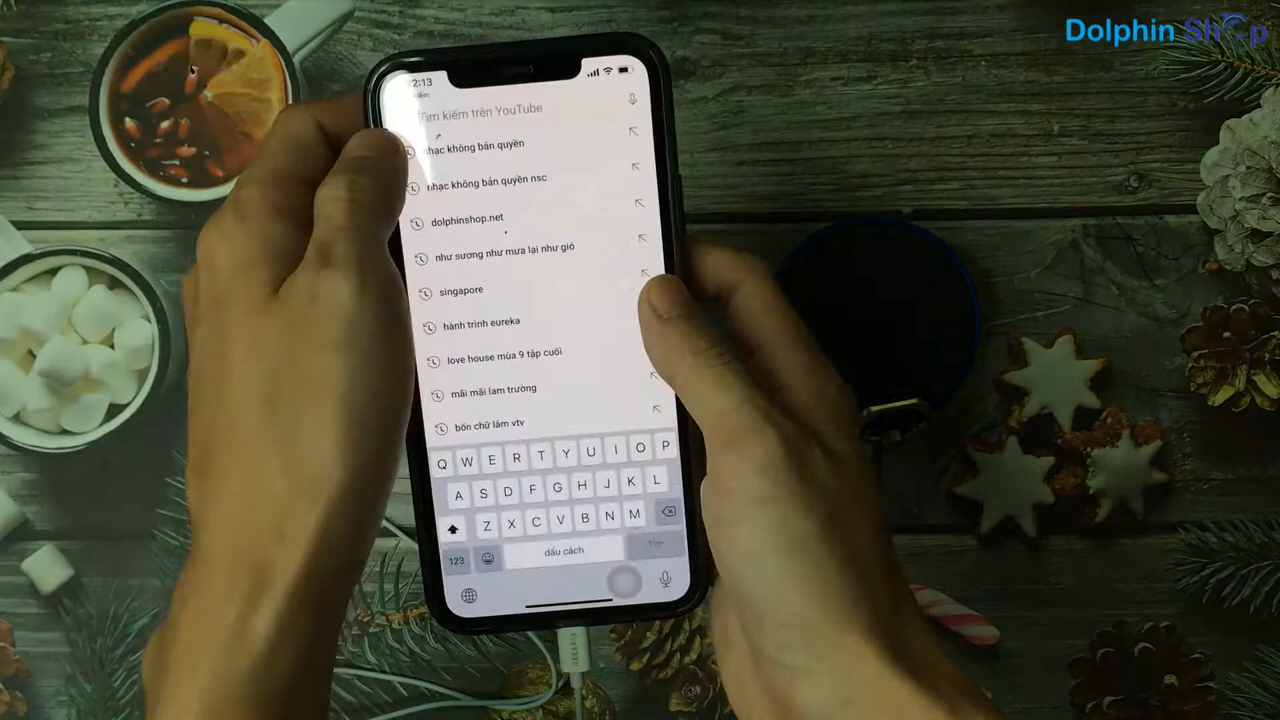 Dolphin Shop
22:13
Tìm kiếm trên YouTube
nhạc không bản quyền
nhạc không bản quyền nsc
dolphinshop.net
như sương như mưa lại như gió
singapore
hành trình eureka
love house mùa 9 tập cuối
mãi mãi lam trường
bốn chữ lắm vtv
Q W E R T Y U I O P
A S D F G H J K L
Z X C V B N M
123 dấu cách Tìm